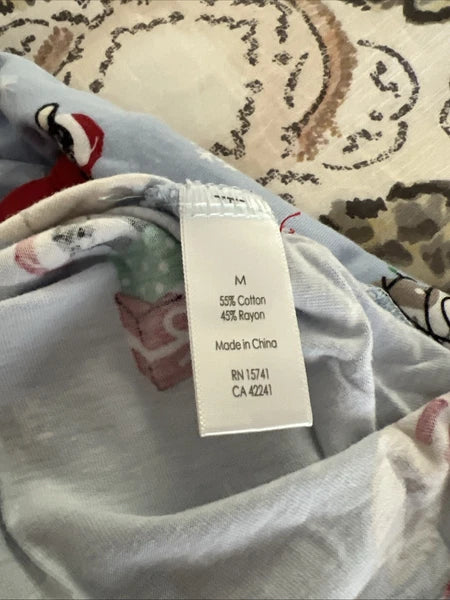 M
55% Cotton
45% Rayon
Made in China
RN 15741
CA 42241